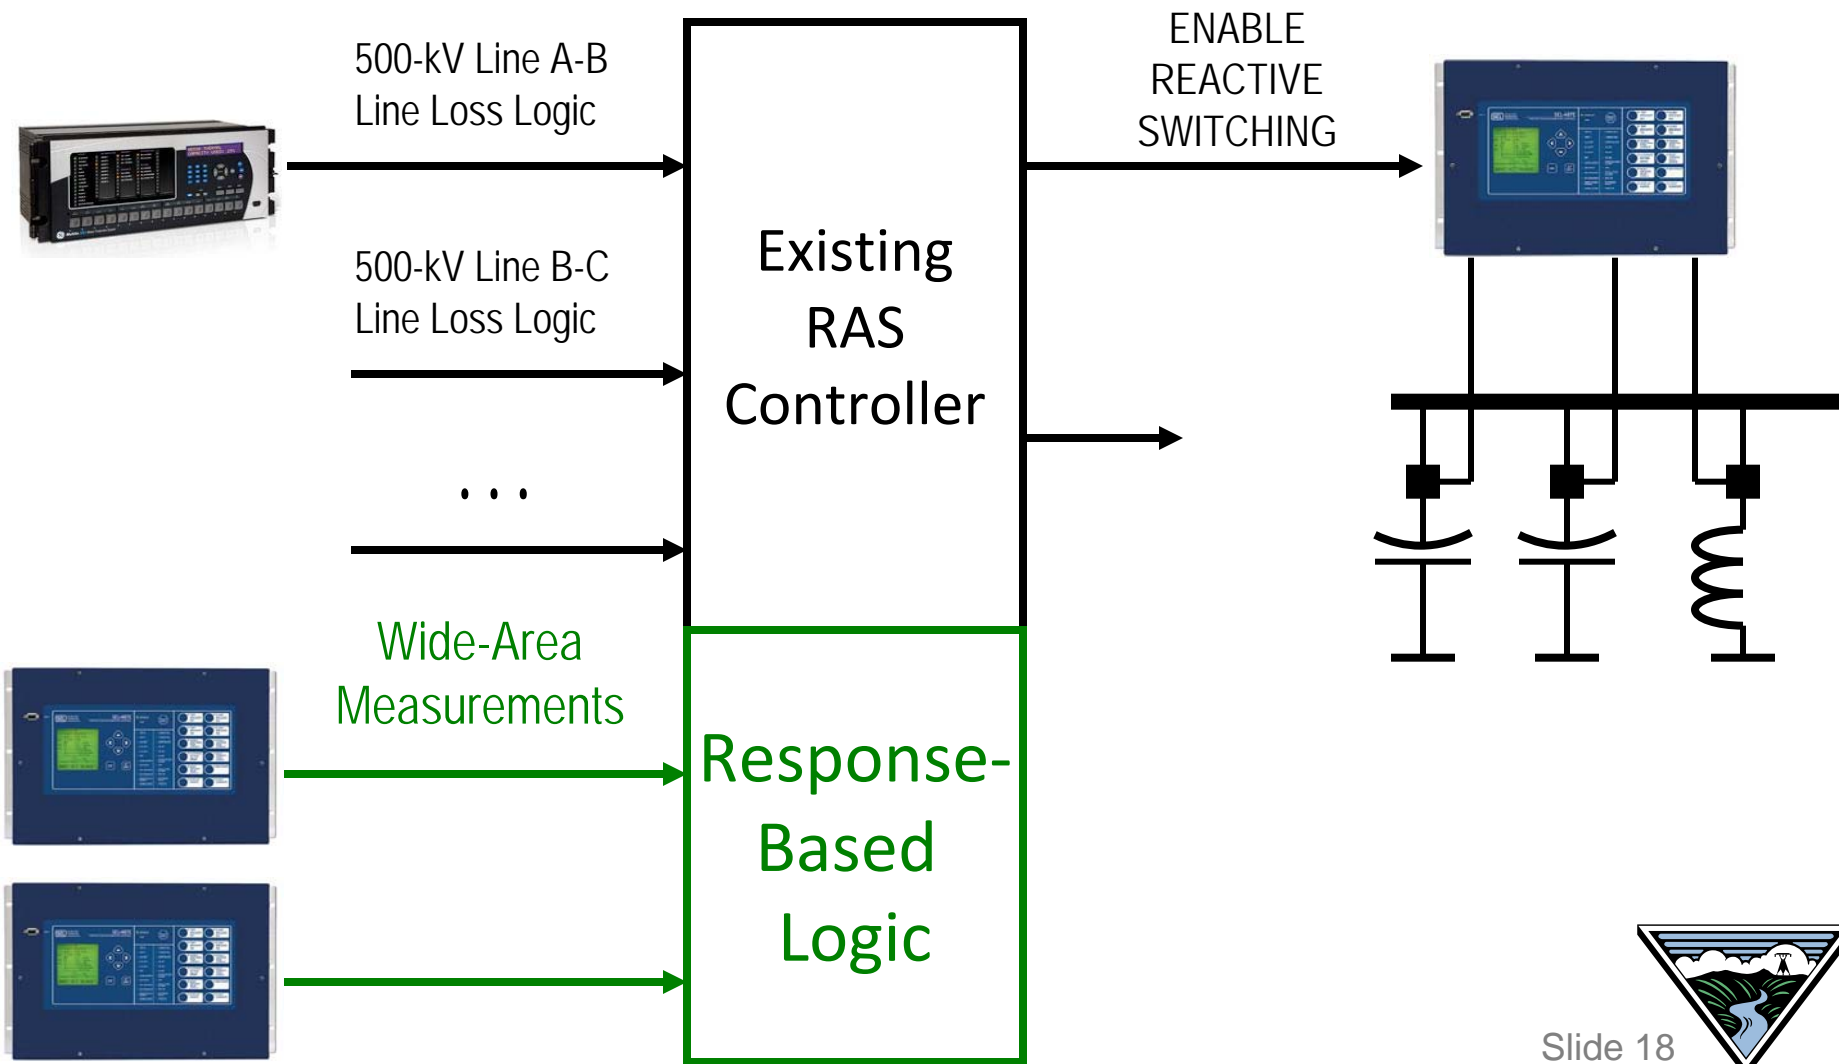 500-kV Line A-B
Line Loss Logic
500-kV Line B-C
Line Loss Logic
...
Existing
RAS
Controller
ENABLE
REACTIVE
SWITCHING
Wide-Area
Measurements
Response-
Based
Logic
Slide 18